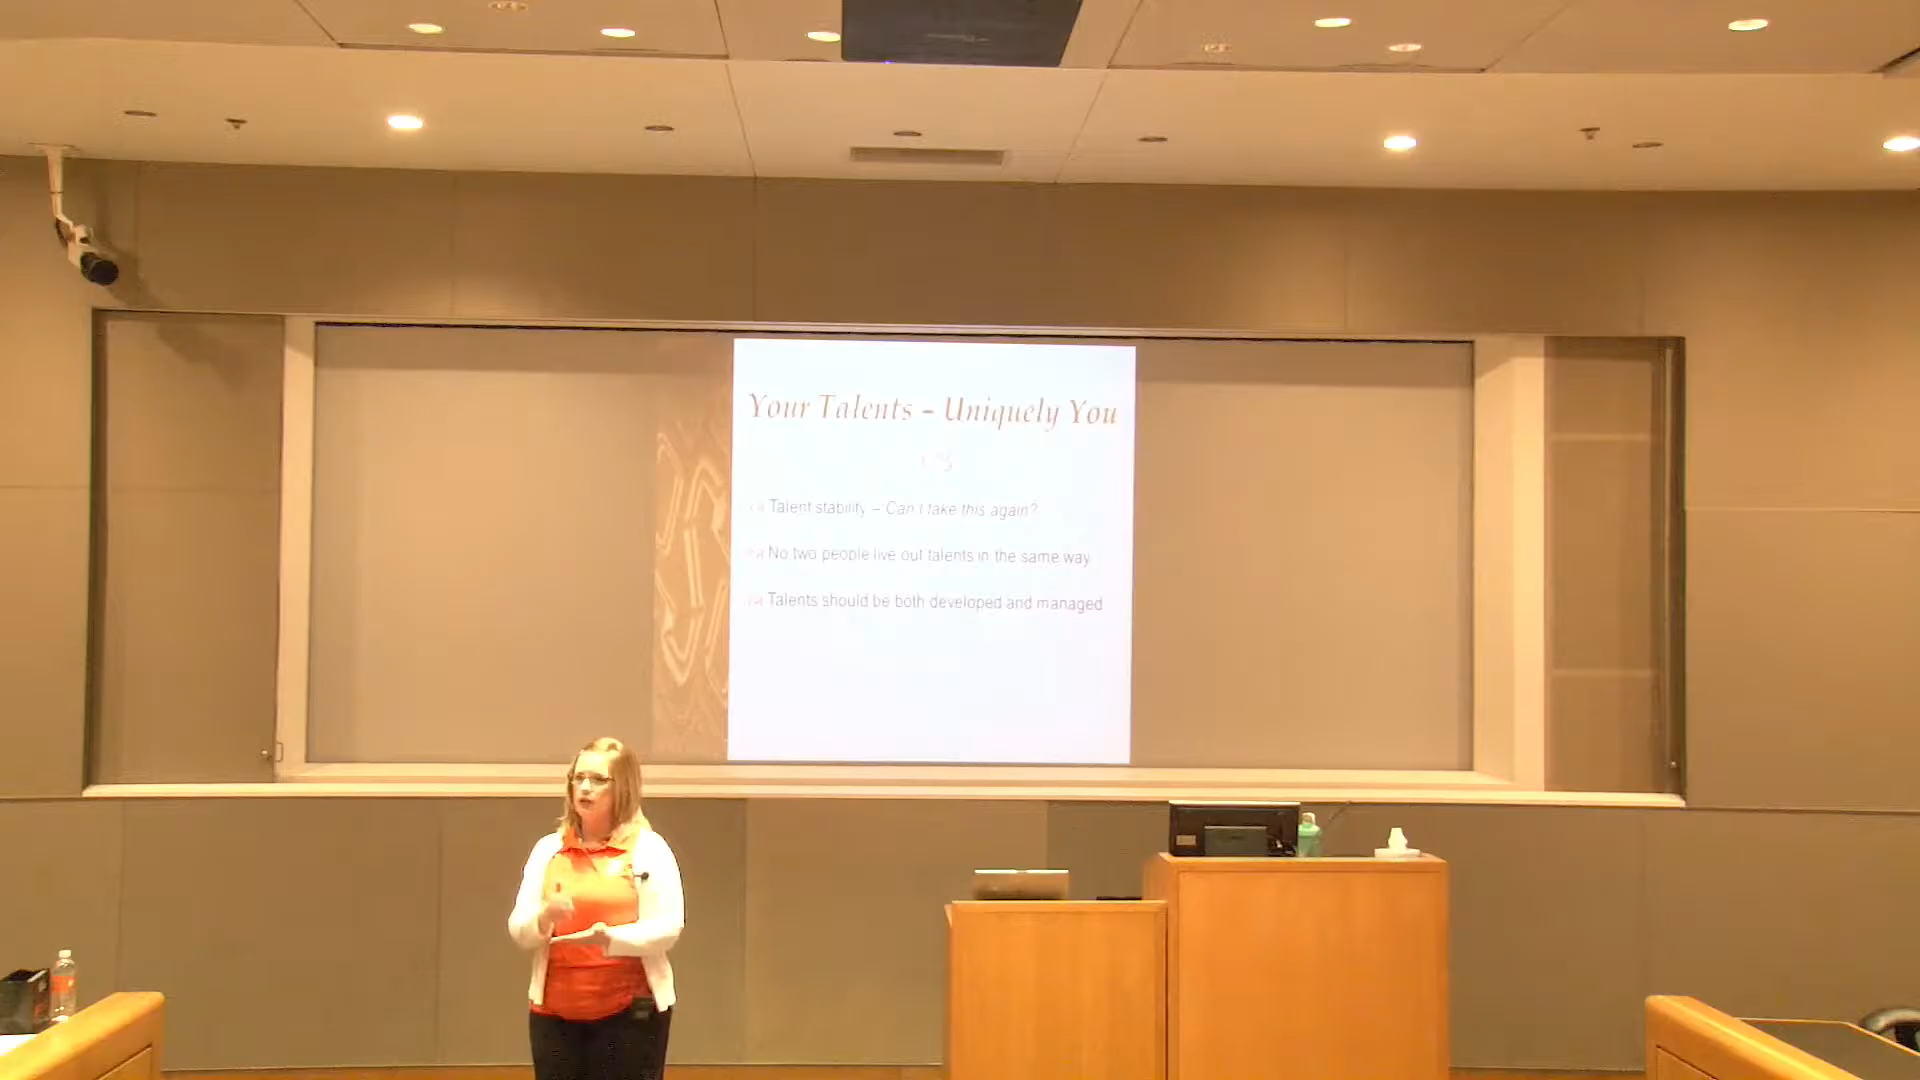 Your Talents – Uniquely You
Talent stability – Can I take this again?
No two people live out talents in the same way
Talents should be both developed and managed